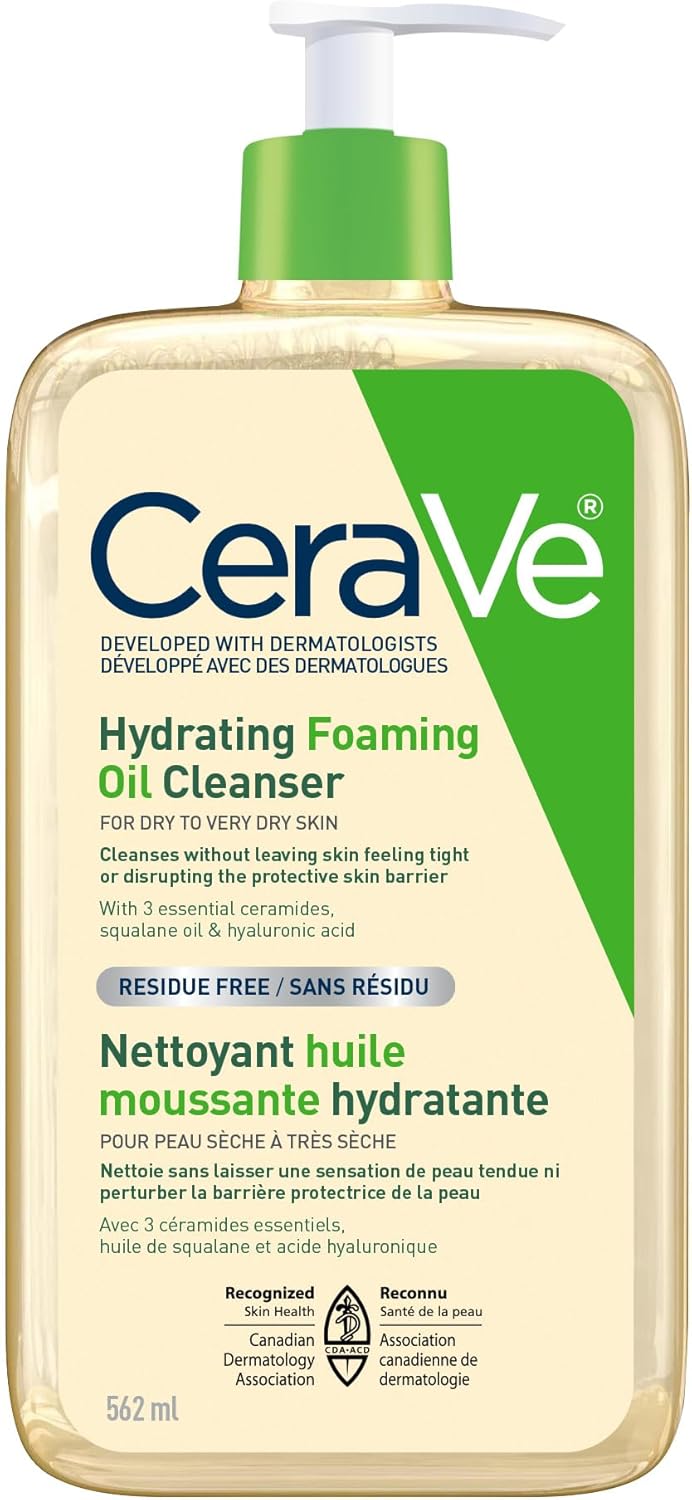 CeraVe®
DEVELOPED WITH DERMATOLOGISTS
DÉVELOPPÉ AVEC DES DERMATOLOGUES
Hydrating Foaming
Oil Cleanser
FOR DRY TO VERY DRY SKIN
Cleanses without leaving skin feeling tight
or disrupting the protective skin barrier
With 3 essential ceramides,
squalane oil & hyaluronic acid
RESIDUE FREE / SANS RÉSIDU
Nettoyant huile
moussante hydratante
POUR PEAU SÈCHE À TRÈS SÈCHE
Nettoie sans laisser une sensation de peau tendue ni
perturber la barrière protectrice de la peau
Avec 3 céramides essentiels,
huile de squalane et acide hyaluronique
Recognized
Skin Health
Canadian
Dermatology
Association
CDA•ACD
Reconnu
Santé de la peau
Association
canadienne de
dermatologie
562 ml